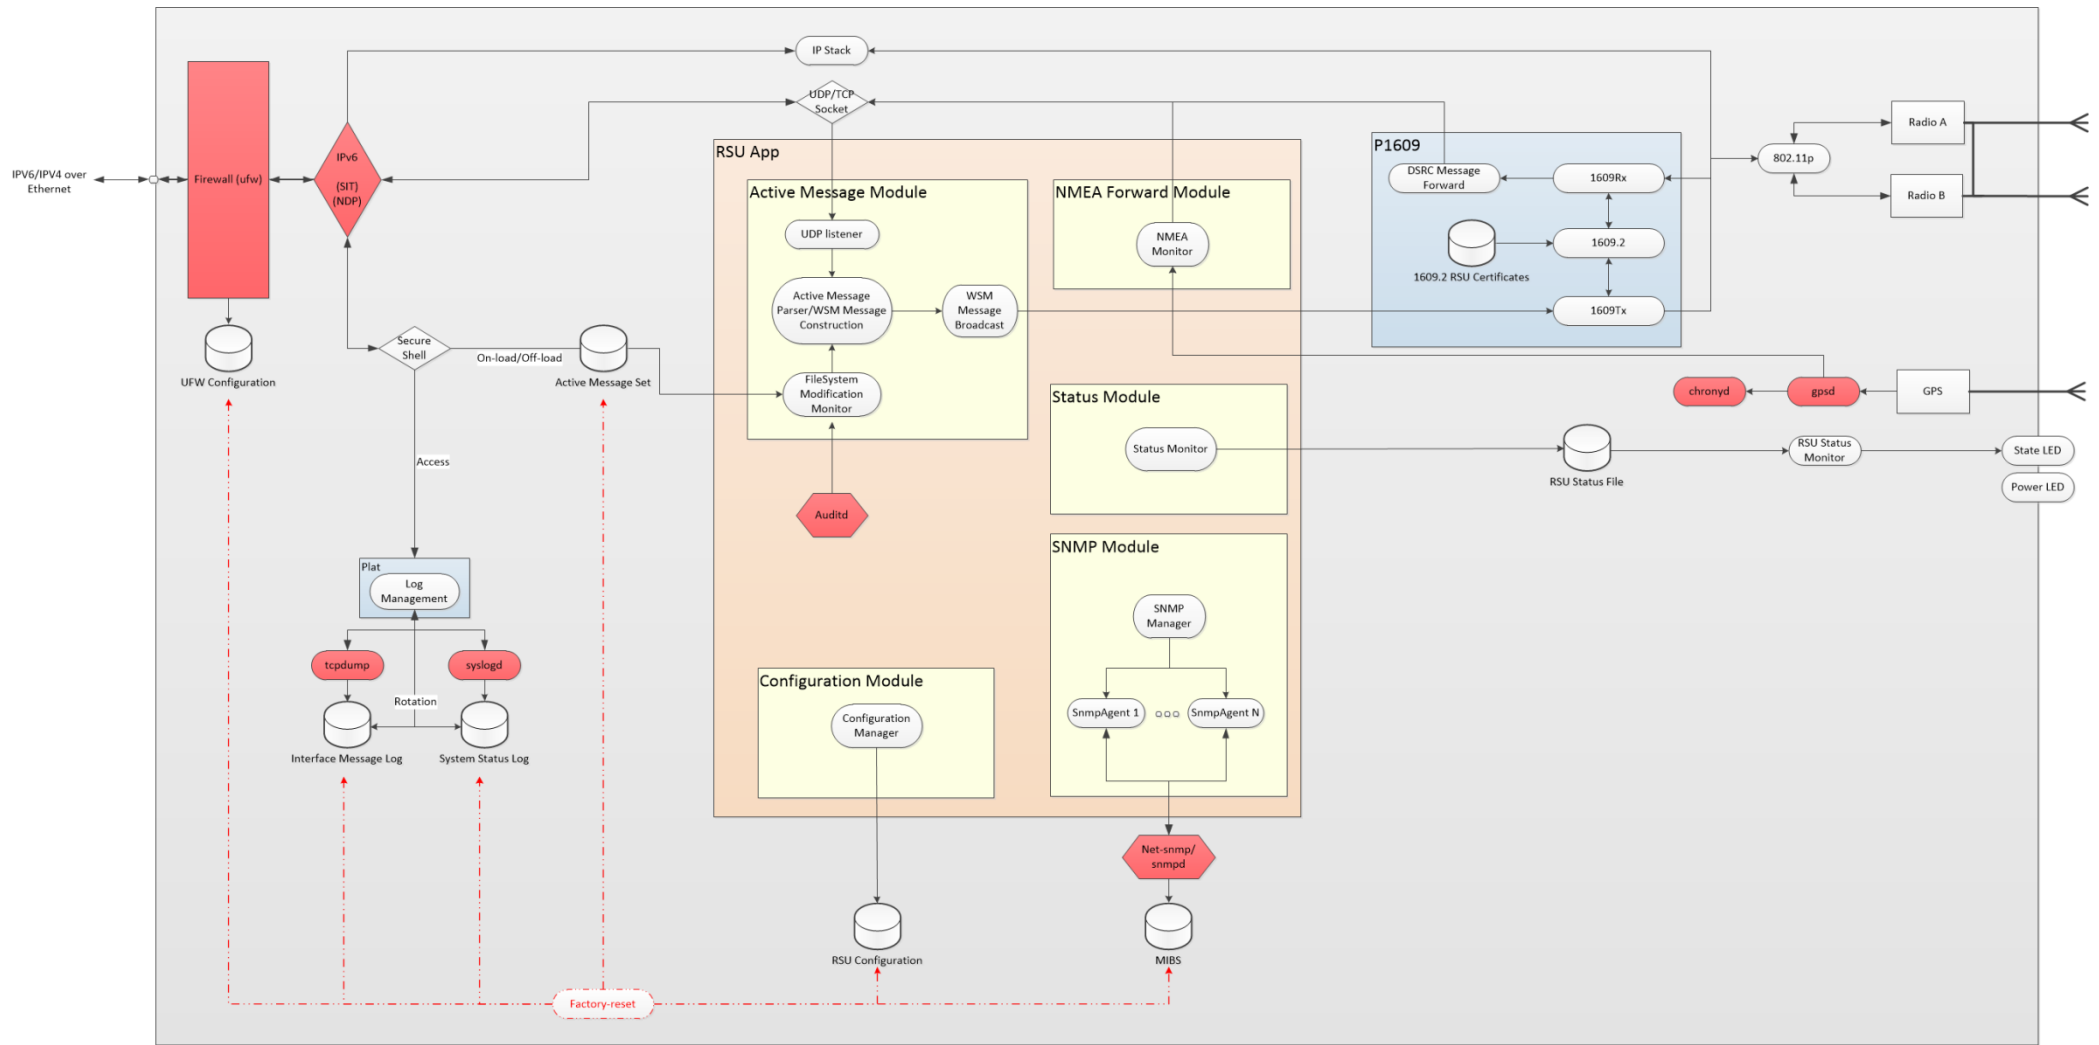 IP Stack
UDP/TCP
Socket
IPV6/IPV4 over
Ethernet
Firewall (ufw)
IPv6
(SIT)
(NDP)
UFW Configuration
Secure
Shell
On-load/Off-load
Active Message Set
Access
Plat
Log
Management
tcpdump
syslogd
Rotation
Interface Message Log
System Status Log
RSU App
Active Message Module
UDP listener
Active Message
Parser/WSM Message
Construction
WSM
Message
Broadcast
FileSystem
Modification
Monitor
Auditd
NMEA Forward Module
NMEA
Monitor
Status Module
Status Monitor
SNMP Module
SNMP
Manager
SnmpAgent 1
SnmpAgent N
Configuration Module
Configuration
Manager
Net-snmp/
snmpd
RSU Configuration
MIBS
Factory-reset
P1609
DSRC Message
Forward
1609Rx
1609.2
1609.2 RSU Certificates
1609Tx
802.11p
Radio A
Radio B
chronyd
gpsd
GPS
RSU Status File
RSU Status
Monitor
State LED
Power LED